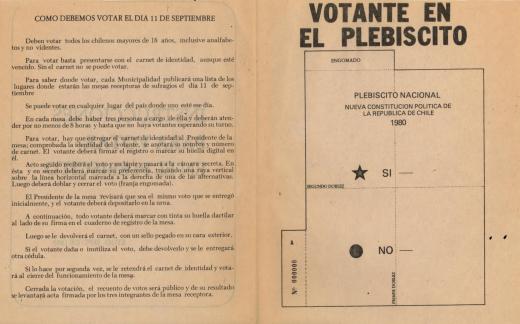 COMO DEBEMOS VOTAR EL DIA 11 DE SEPTIEMBRE
Deben votar todos los chilenos mayores de 18 años, inclusive analfabe-
tos y no videntes.
Para votar basta presentarse con el carnet de identidad, aunque esté
vencido. Sin el carnet no se puede votar.
Para saber donde votar, cada Municipalidad publicará una lista de los
lugares donde estarán las mesas receptoras de sufragios el día 11 de sep-
tiembre
Se puede votar en cualquier lugar del país donde uno esté ese día.
En cada mesa debe haber tres personas a cargo de ella y deberán aten-
der por no menos de 8 horas y hasta que no haya votantes esperando su turno.
Para votar, hay que entregar el carnet de identidad al Presidente de la
mesa; comprobada la identidad del votante, se anotará su nombre y número
de carnet. El votante deberá firmar el registro o marcar su huella digital en
él.
Acto seguido recibirá el voto y un lápiz y pasará a la cámara secreta. En
ésta y en secreto deberá marcar su preferencia, trazando una raya vertical
sobre la línea horizontal marcada a la derecha de una de las alternativas.
Luego deberá doblar y cerrar el voto (franja engomada).
El Presidente de la mesa revisará que sea el mismo voto que se entregó
inicialmente, y el votante deberá depositarlo en la urna.
A continuación, todo votante deberá marcar con tinta su huella dactilar
al lado de su firma en el cuaderno de registro de la mesa.
Luego se le devolverá el carnet, con un sello pegado en su cara exterior.
Si el votante daña o inutiliza el voto, debe devolverlo y se le entregará
otra cédula.
Si lo hace por segunda vez, se le retendrá el carnet de identidad y vota-
rá al cierre del funcionamiento de la mesa.
Cerrada la votación, el recuento de votos será público y de su resultado
se levantará acta firmada por los tres integrantes de la mesa receptora.
VOTANTE EN
EL PLEBISCITO
ENGOMADO
PLEBISCITO NACIONAL
NUEVA CONSTITUCION POLITICA DE
LA REPUBLICA DE CHILE
1980
SI —
SEGUNDO DOBLEZ
NO —
A
Nº 000000
PRIMER DOBLEZ